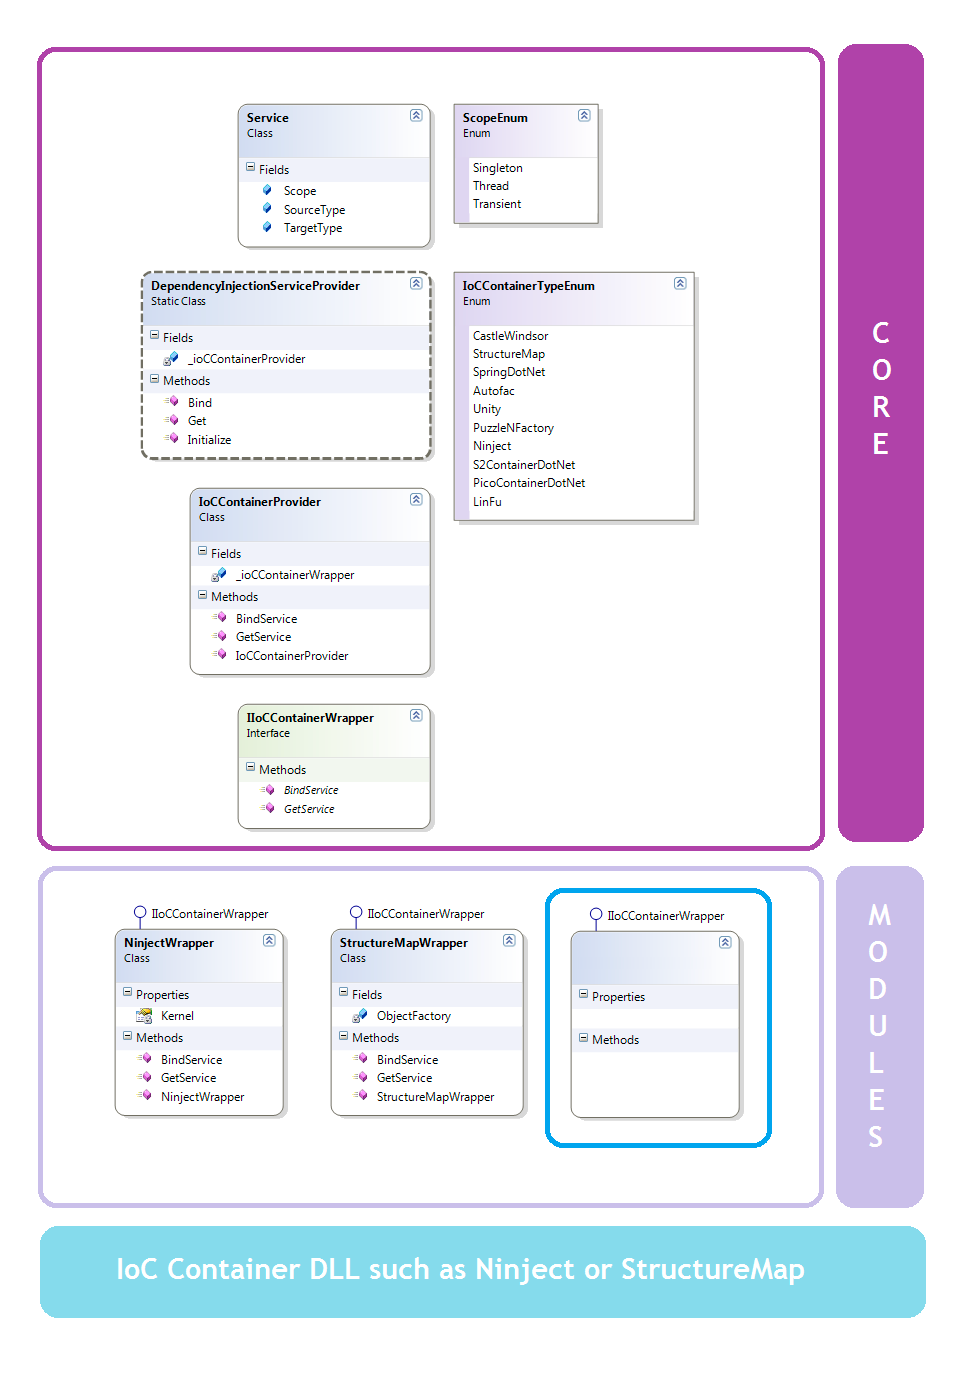 Service
Class
Fields
Scope
SourceType
TargetType
ScopeEnum
Enum
Singleton
Thread
Transient
DependencyInjectionServiceProvider
Static Class
Fields
_ioCContainerProvider
Methods
Bind
Get
Initialize
IoCContainerTypeEnum
Enum
CastleWindsor
StructureMap
SpringDotNet
Autofac
Unity
PuzzleNFactory
Ninject
S2ContainerDotNet
PicoContainerDotNet
LinFu
IoCContainerProvider
Class
Fields
_ioCContainerWrapper
Methods
BindService
GetService
IoCContainerProvider
IIoCContainerWrapper
Interface
Methods
BindService
GetService
CORE
IIoCContainerWrapper
NinjectWrapper
Class
Properties
Kernel
Methods
BindService
GetService
NinjectWrapper
IIoCContainerWrapper
StructureMapWrapper
Class
Fields
ObjectFactory
Methods
BindService
GetService
StructureMapWrapper
IIoCContainerWrapper
Properties
Methods
MODULES
IoC Container DLL such as Ninject or StructureMap